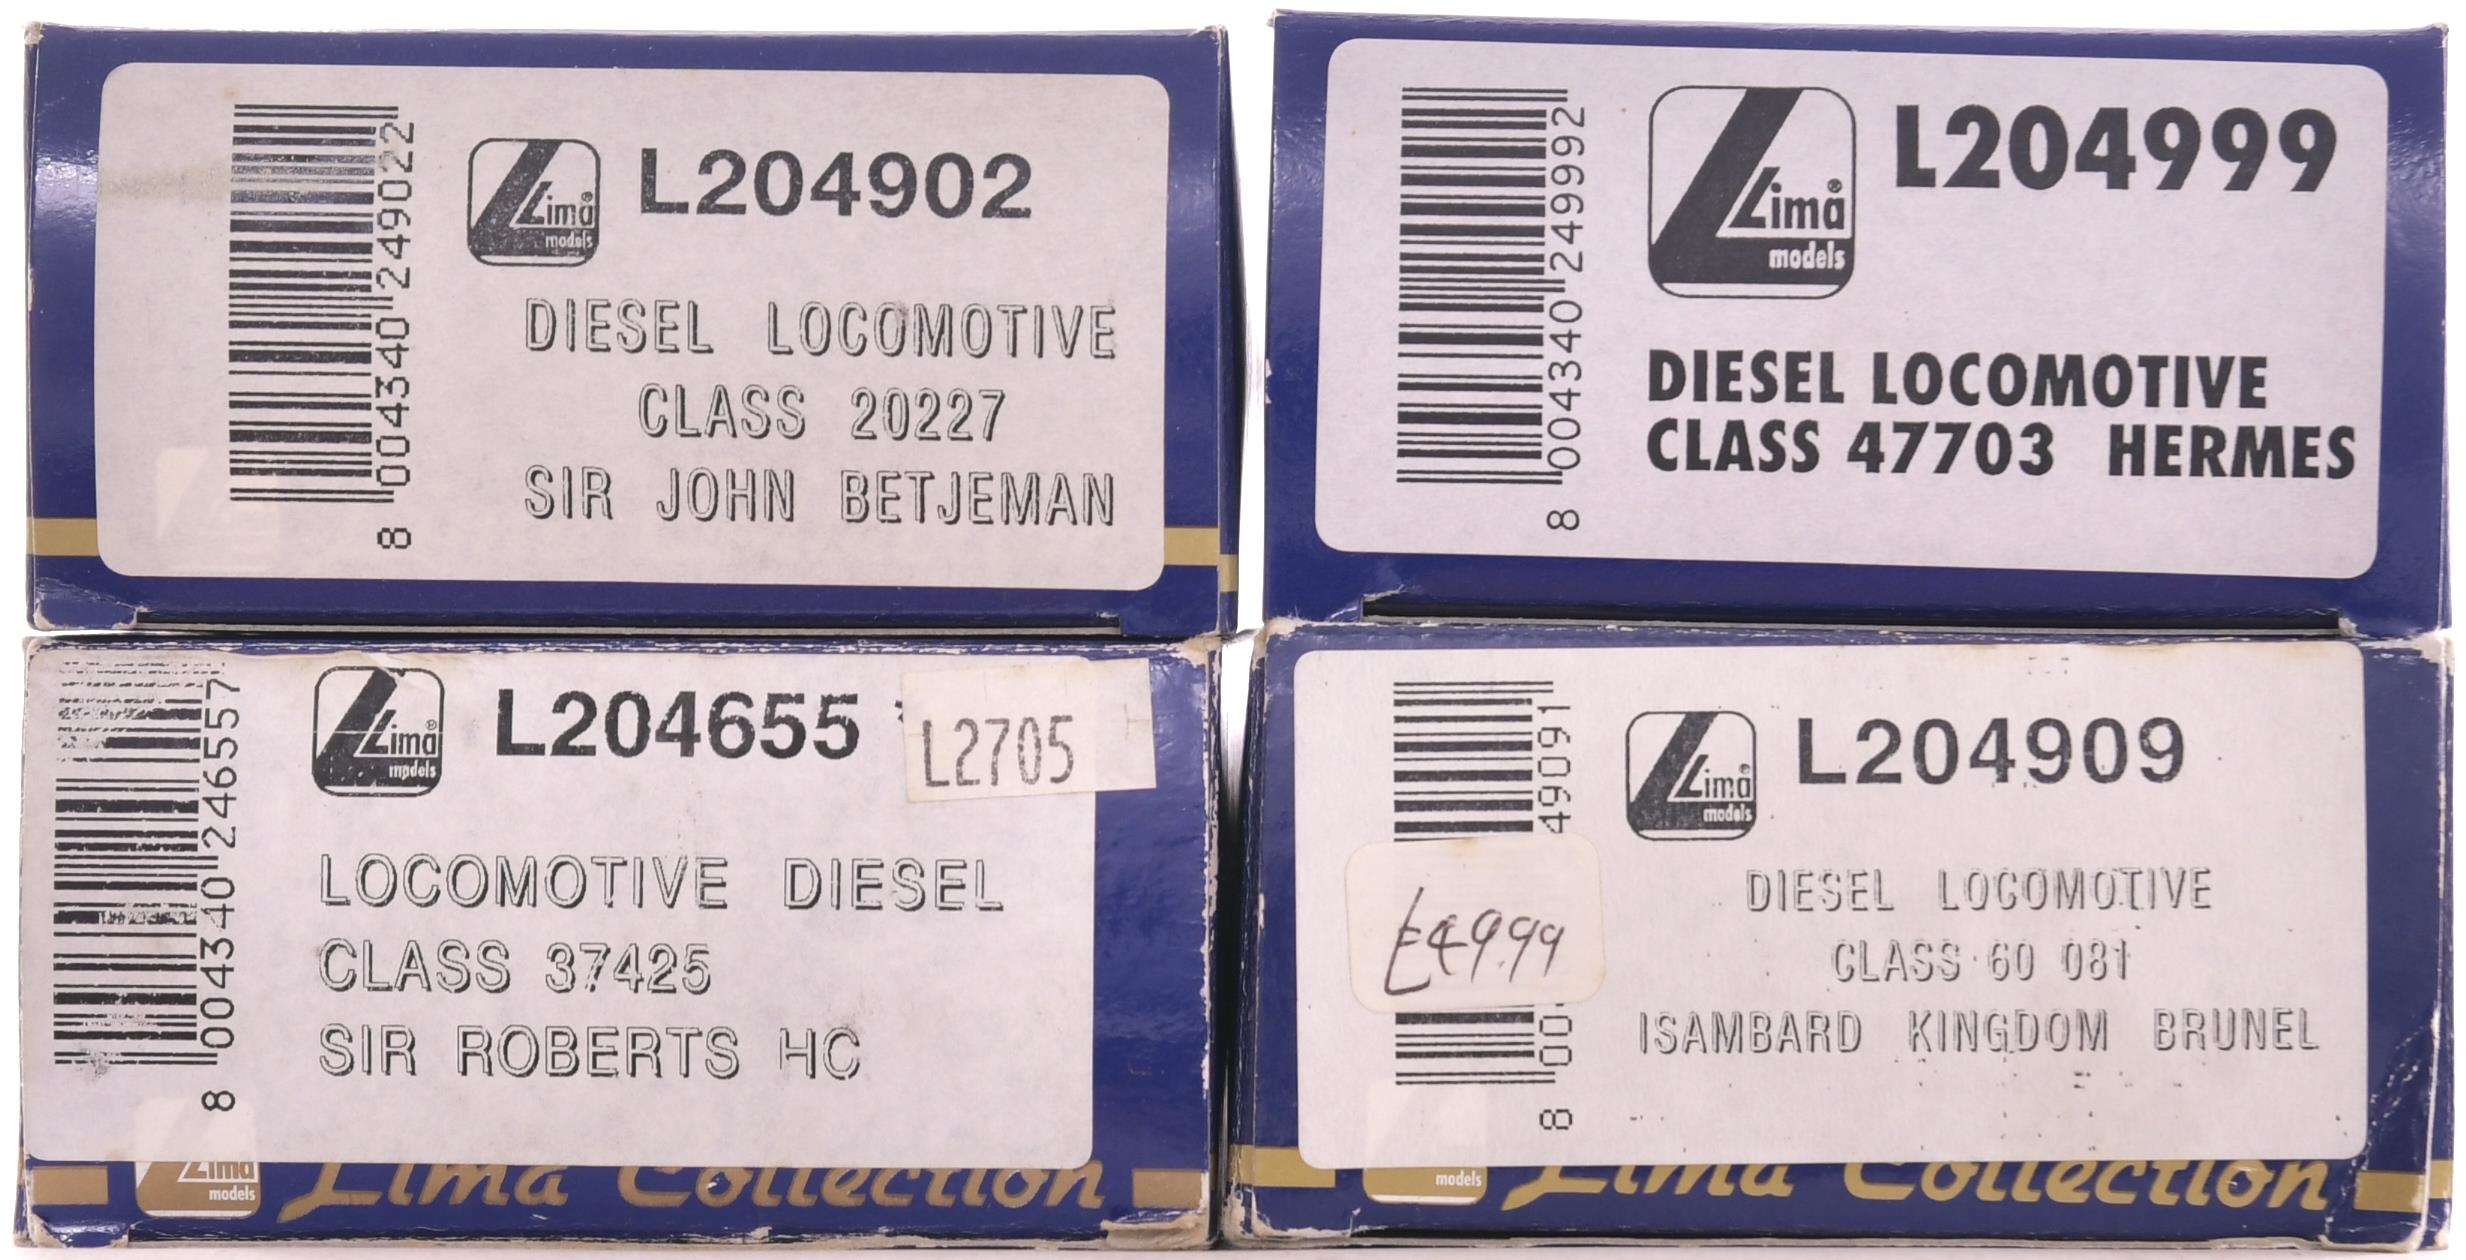 8 004340 249022
Lima®
models
L204902
DIESEL LOCOMOTIVE
CLASS 20227
SIR JOHN BETJEMAN
8 004340 249992
Lima®
models
L204999
DIESEL LOCOMOTIVE
CLASS 47703 HERMES
8 004340 246557
Lima®
models
L204655
L2705
LOCOMOTIVE DIESEL
CLASS 37425
SIR ROBERTS HC
Lima
models
Lima Collection
8 00 49091
Lima®
models
L204909
£49.99
DIESEL LOCOMOTIVE
CLASS 60 081
ISAMBARD KINGDOM BRUNEL
models
Lima Collection